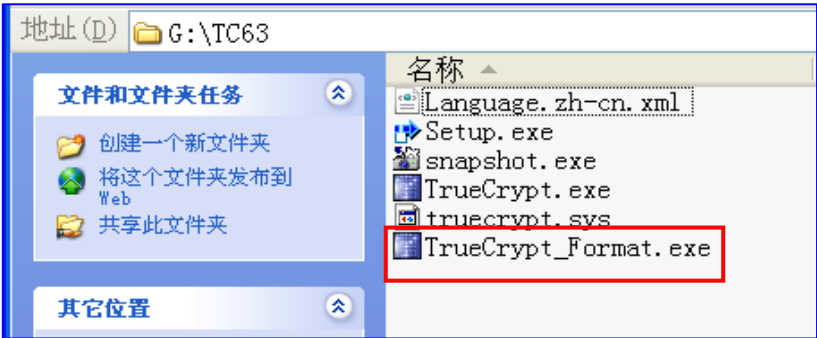 地址(D) G:\TC63
文件和文件夹任务
创建一个新文件夹
将这个文件夹发布到
Web
共享此文件夹
其它位置
名称
Language.zh-cn.xml
Setup.exe
snapshot.exe
TrueCrypt.exe
truecrypt.sys
TrueCrypt_Format.exe